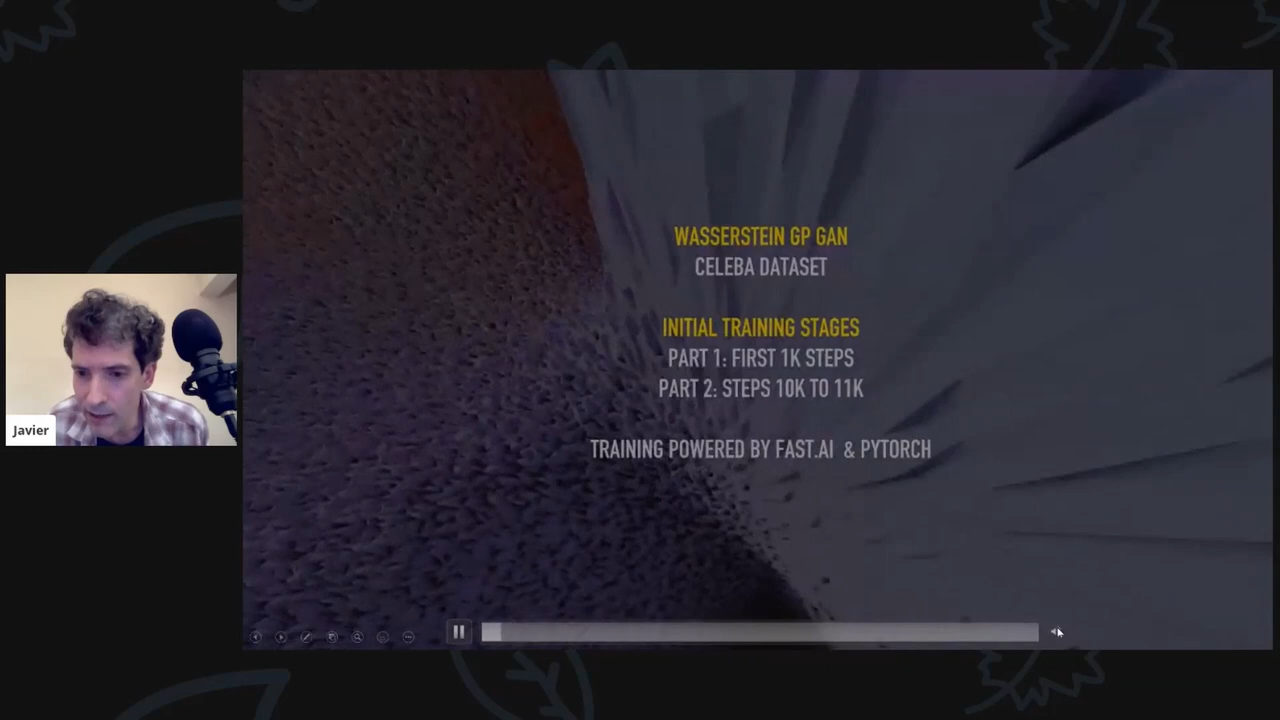 WASSERSTEIN GP GAN
CELEBA DATASET
INITIAL TRAINING STAGES
PART 1: FIRST 1K STEPS
PART 2: STEPS 10K TO 11K
TRAINING POWERED BY FAST.AI & PYTORCH
Javier